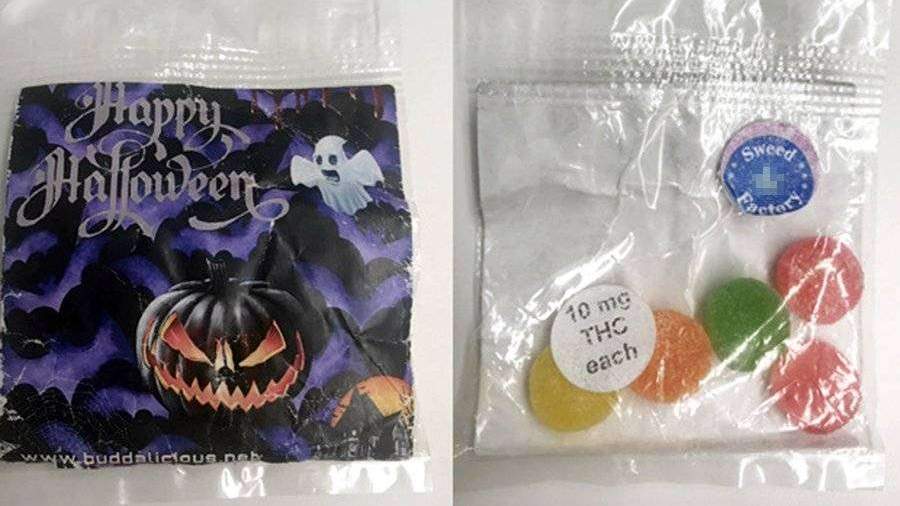 Happy
Halloween
www.buddalicious.net
Sweed
Factory
10 mg
THC
each